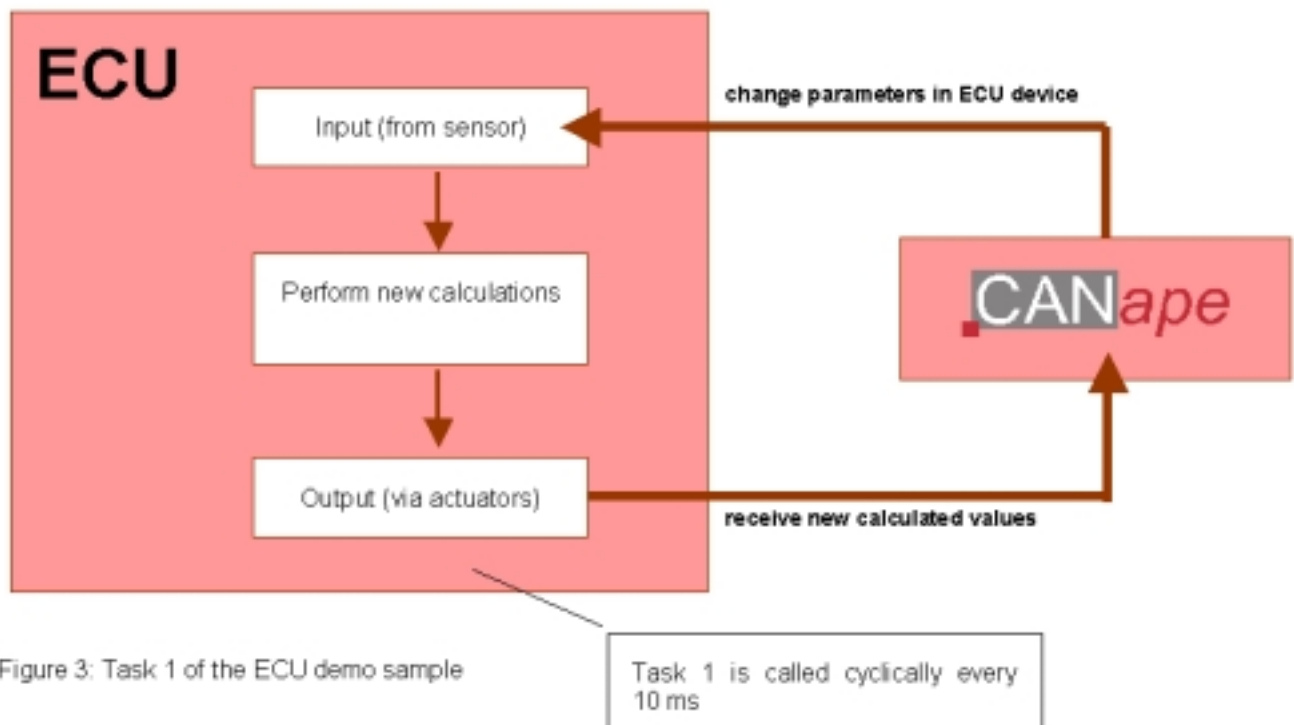 ECU
Input (from sensor)
change parameters in ECU device
Perform new calculations
CANape
Output (via actuators)
receive new calculated values
Figure 3: Task 1 of the ECU demo sample
Task 1 is called cyclically every
10 ms